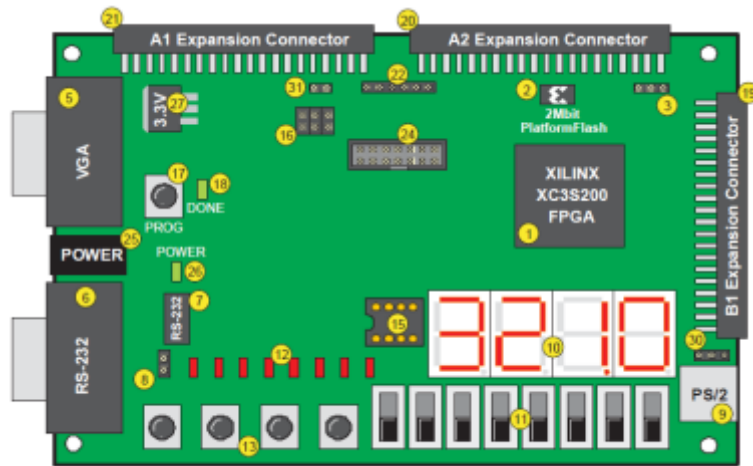 21
A1 Expansion Connector
20
A2 Expansion Connector
19
5
VGA
3.3V
27
31
22
2
2Mbit
PlatformFlash
3
16
24
17
PROG
18
DONE
XILINX
XC3S200
FPGA
1
B1 Expansion Connector
POWER
25
POWER
26
6
RS-232
7
RS-232
15
321.0
10
30
8
12
PS/2
9
13
11